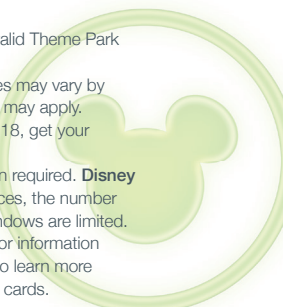 alid Theme Park
es may vary by
may apply.
18, get your
n required. Disney
ces, the number
ndows are limited.
or information
o learn more
cards.